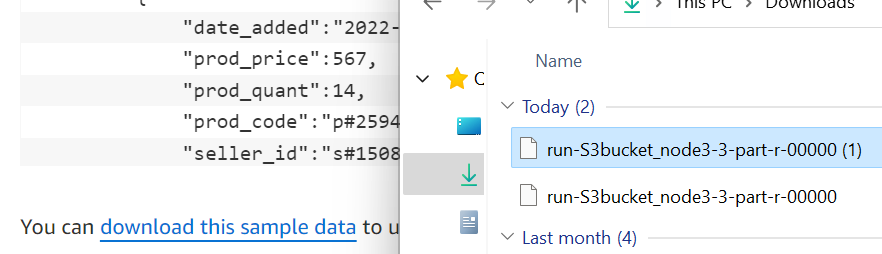 {
"date_added":"2022-
"prod_price":567,
"prod_quant":14,
"prod_code":"p#2594
"seller_id":"s#1508
You can download this sample data to u
This PC > Downloads
Name
Today (2)
run-S3bucket_node3-3-part-r-00000 (1)
run-S3bucket_node3-3-part-r-00000
Last month (4)